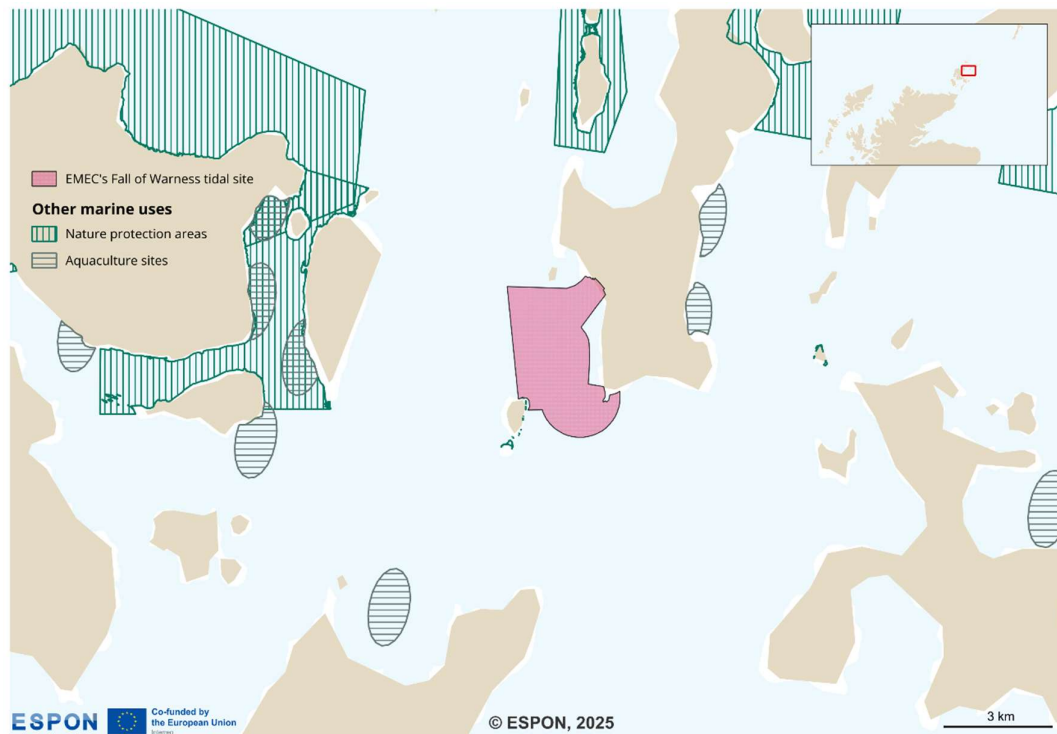 EMEC's Fall of Warness tidal site
Other marine uses
Nature protection areas
Aquaculture sites
ESPON
Co-funded by
the European Union
Interreg
© ESPON, 2025
3 km